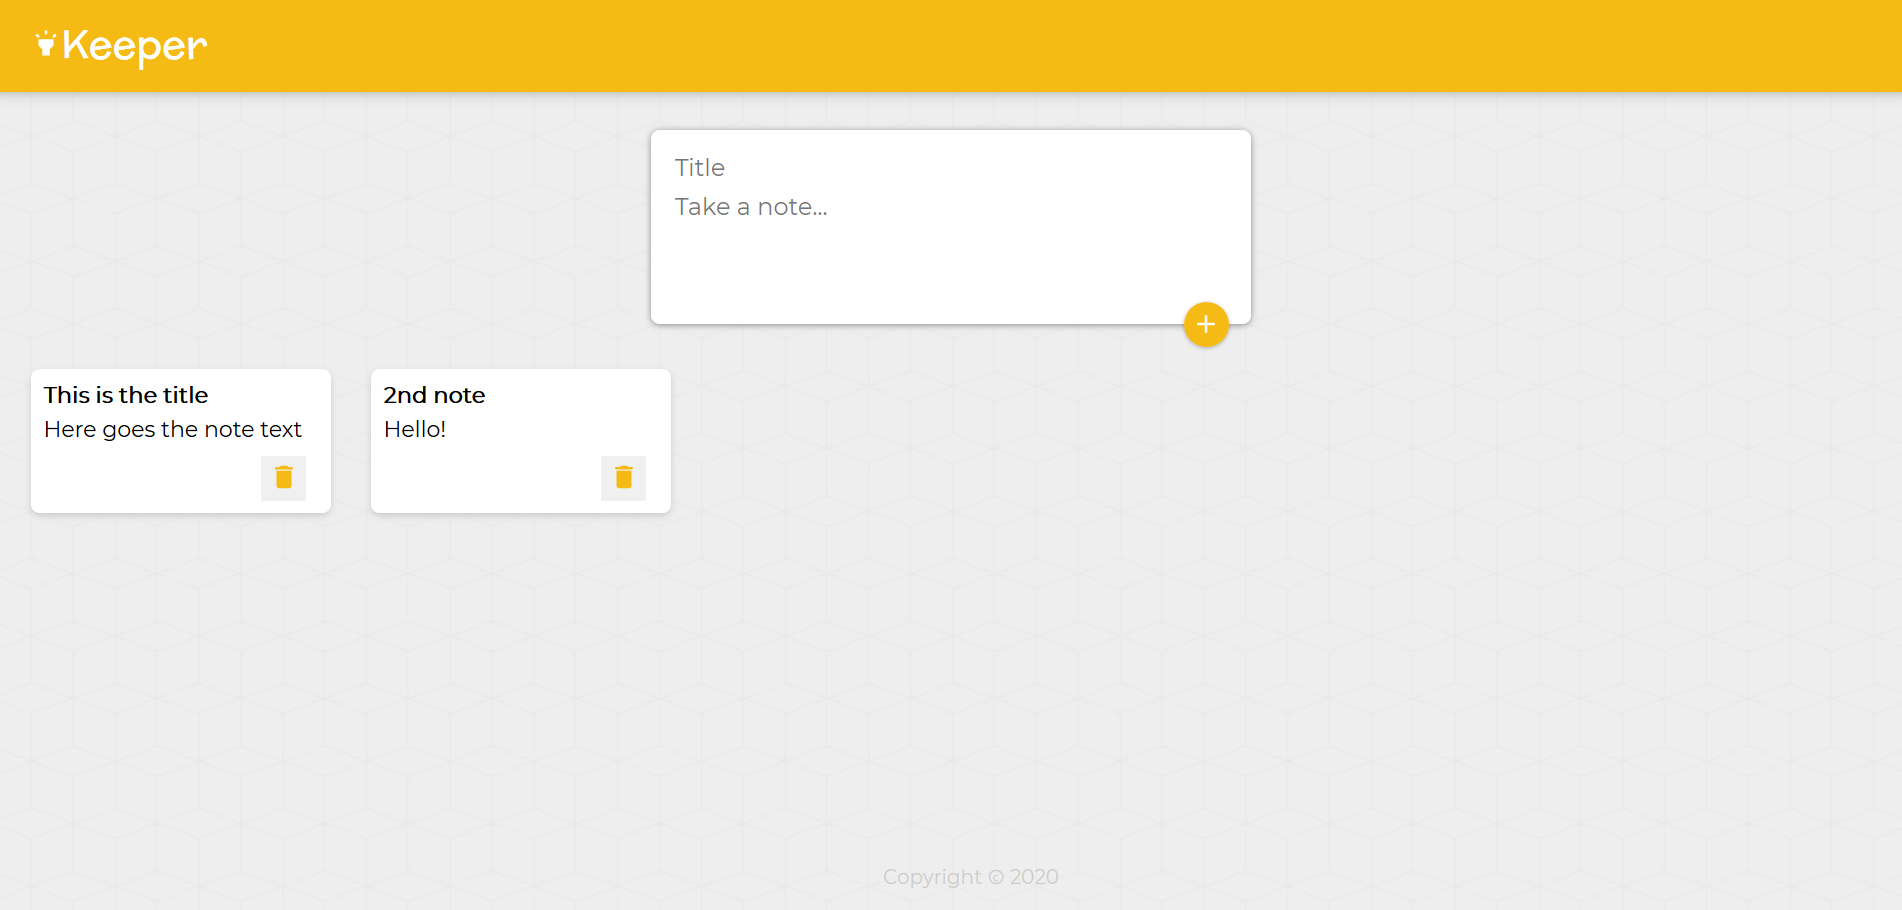 Keeper
Title
Take a note...
This is the title
Here goes the note text
2nd note
Hello!
Copyright © 2020